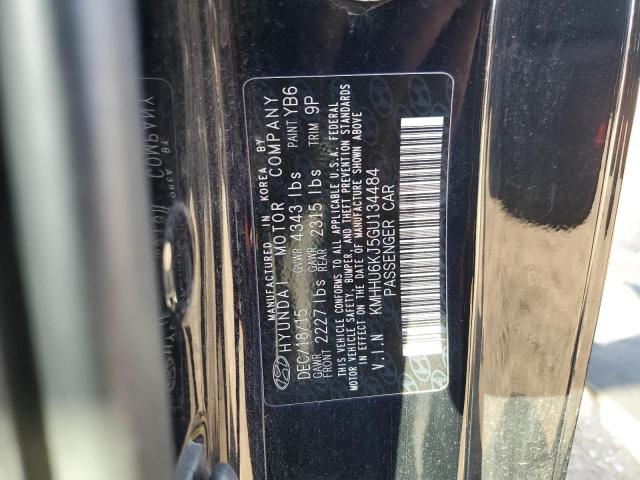 MANUFACTURED IN KOREA BY
HYUNDAI MOTOR COMPANY
DEC/18/15 GVWR 4343 lbs PAINT YB6
GAWR FRONT 2227 lbs GAWR REAR 2315 lbs TRIM 9P
THIS VEHICLE CONFORMS TO ALL APPLICABLE U.S.A. FEDERAL
MOTOR VEHICLE SAFETY, BUMPER, AND THEFT PREVENTION STANDARDS
IN EFFECT ON THE DATE OF MANUFACTURE SHOWN ABOVE
V.I.N KMHHU6KJ5GU134484
PASSENGER CAR